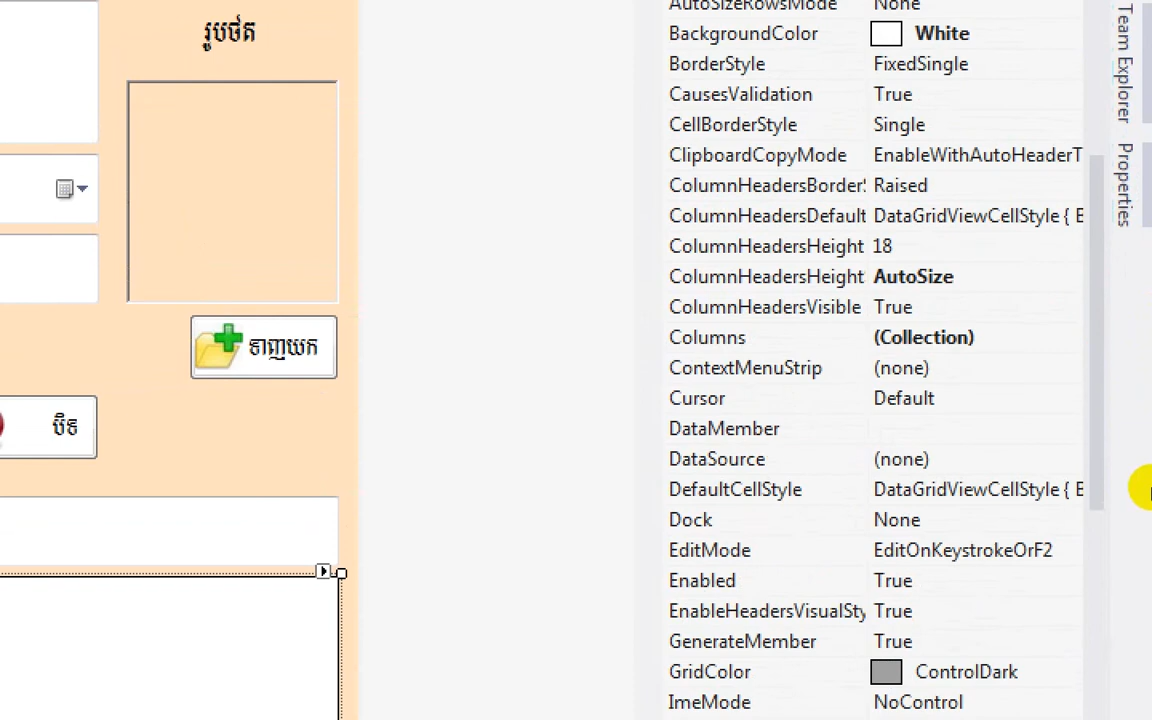 រូបថត
ទាញយក
បិទ
AutoSizeRowsMode None
BackgroundColor White
BorderStyle FixedSingle
CausesValidation True
CellBorderStyle Single
ClipboardCopyMode EnableWithAutoHeaderT
ColumnHeadersBorder: Raised
ColumnHeadersDefault DataGridViewCellStyle { B
ColumnHeadersHeight 18
ColumnHeadersHeight AutoSize
ColumnHeadersVisible True
Columns (Collection)
ContextMenuStrip (none)
Cursor Default
DataMember
DataSource (none)
DefaultCellStyle DataGridViewCellStyle { B
Dock None
EditMode EditOnKeystrokeOrF2
Enabled True
EnableHeadersVisualSty True
GenerateMember True
GridColor ControlDark
ImeMode NoControl
Team Explorer
Properties